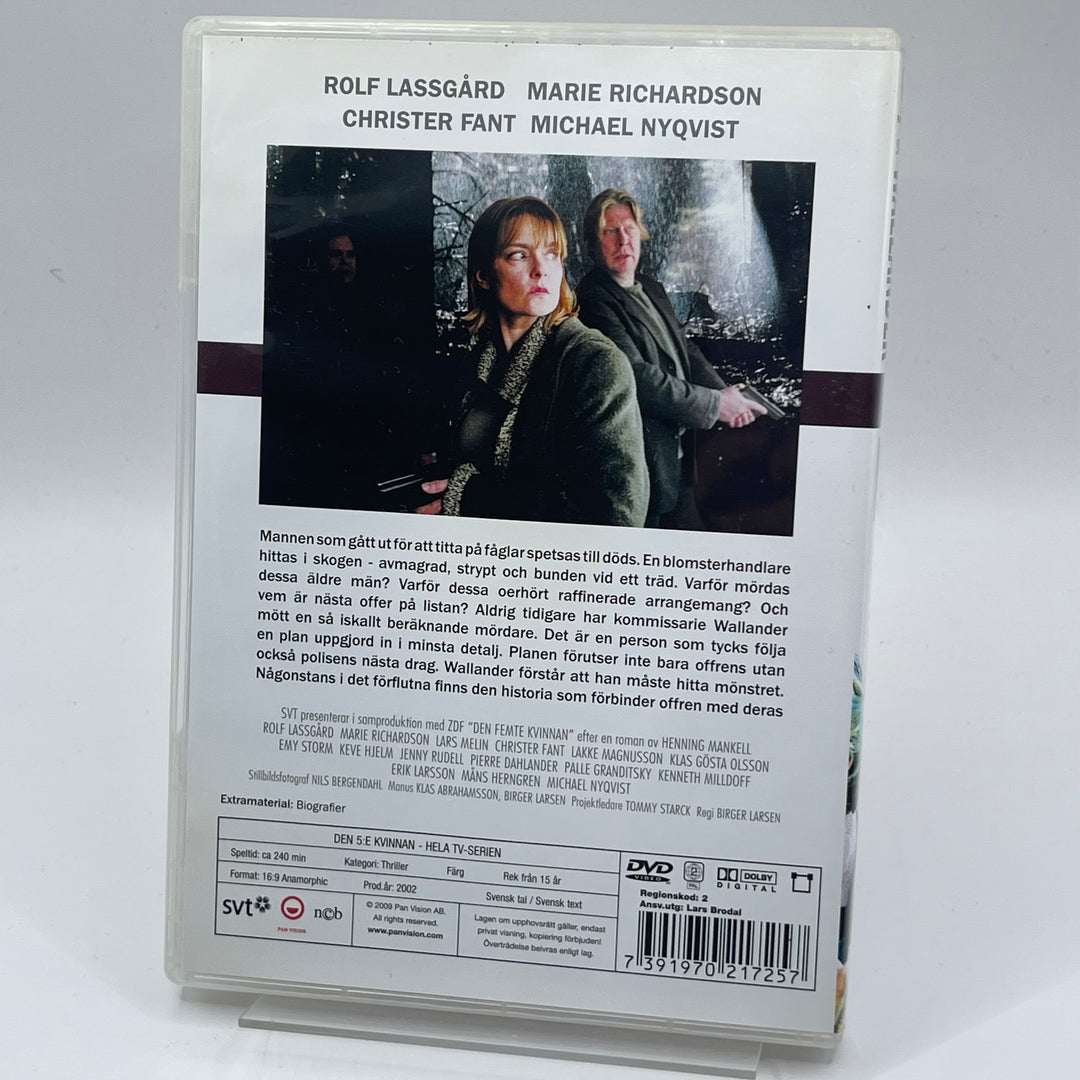 ROLF LASSGÅRD MARIE RICHARDSON
CHRISTER FANT MICHAEL NYQVIST
Mannen som gått ut för att titta på fåglar spetsas till döds. En blomsterhandlare
hittas i skogen - avmagrad, strypt och bunden vid ett träd. Varför mördas
dessa äldre män? Varför dessa oerhört raffinerade arrangemang? Och
vem är nästa offer på listan? Aldrig tidigare har kommissarie Wallander
mött en så iskallt beräknande mördare. Det är en person som tycks följa
en plan uppgjord in i minsta detalj. Planen förutser inte bara offrens utan
också polisens nästa drag. Wallander förstår att han måste hitta mönstret.
Någonstans i det förflutna finns den historia som förbinder offren med deras
SVT presenterar i samproduktion med ZDF "DEN FEMTE KVINNAN" efter en roman av HENNING MANKELL
ROLF LASSGÅRD MARIE RICHARDSON LARS MELIN CHRISTER FANT LAKKE MAGNUSSON KLAS GÖSTA OLSSON
EMY STORM KEVE HJELM JENNY RUDELL PIERRE DAHLANDER PALLE GRANDITSKY KENNETH MILLDOFF
ERIK LARSSON MÅNS HERNGREN MICHAEL NYQVIST
Stillbildsfotograf NILS BERGENDAHL Manus KLAS ABRAHAMSSON, BIRGER LARSEN Projektledare TOMMY STARCK Regi BIRGER LARSEN
Extramaterial: Biografier
DEN 5:E KVINNAN - HELA TV-SERIEN
Speltid: ca 240 min Kategori: Thriller Färg Rek från 15 år
Format: 16:9 Anamorphic Prod.år: 2002 Svensk tal / Svensk text
svt PAN VISION ncb
© 2009 Pan Vision AB.
All rights reserved.
www.panvision.com
Lagen om upphovsrätt gäller, endast
privat visning, kopiering förbjuden!
Överträdelse beivras enligt lag.
DVD VIDEO 2 PAL DOLBY DIGITAL
Regionskod: 2
Ansv.utg: Lars Brodal
7 391970 217257